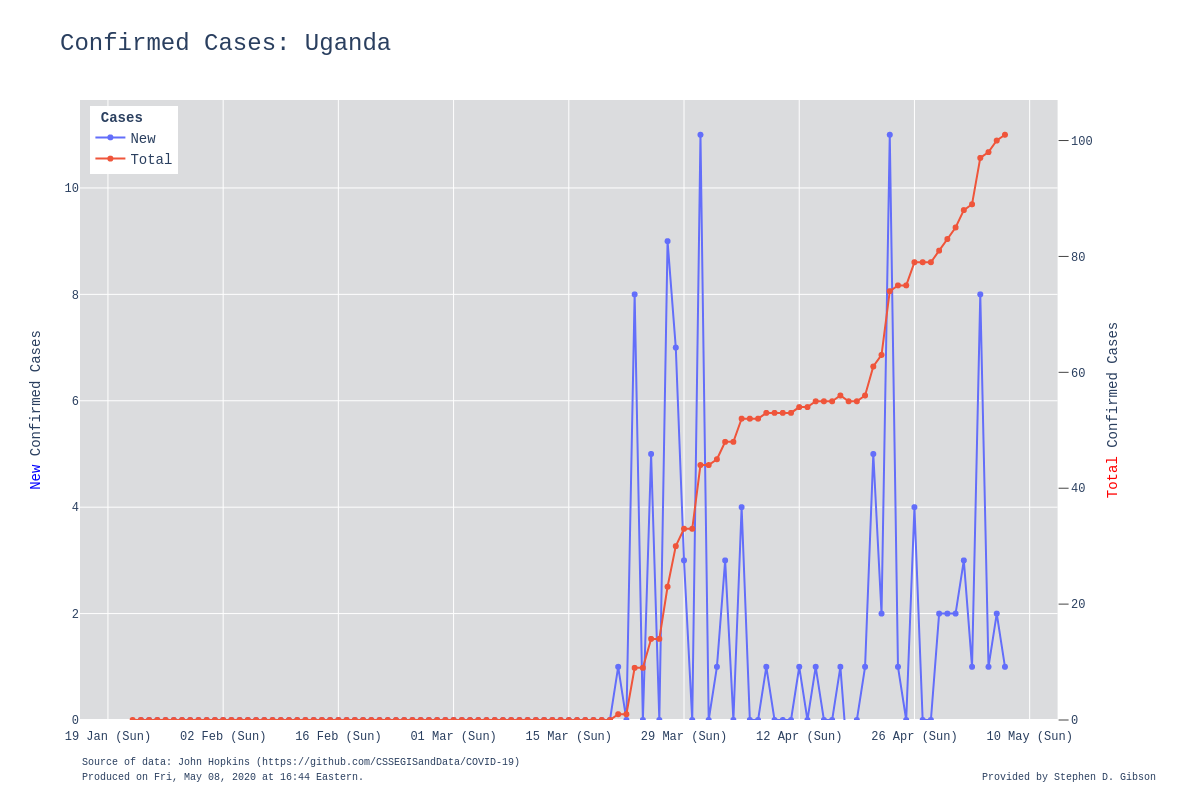 Confirmed Cases: Uganda
Cases
New
Total
10
8
6
4
2
0
100
80
60
40
20
0
New Confirmed Cases
Total Confirmed Cases
19 Jan (Sun)
02 Feb (Sun)
16 Feb (Sun)
01 Mar (Sun)
15 Mar (Sun)
29 Mar (Sun)
12 Apr (Sun)
26 Apr (Sun)
10 May (Sun)
Source of data: John Hopkins (https://github.com/CSSEGISandData/COVID-19)
Produced on Fri, May 08, 2020 at 16:44 Eastern.
Provided by Stephen D. Gibson